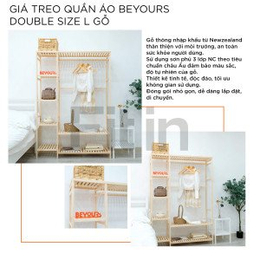 GIÁ TREO QUẦN ÁO BEYOURS
DOUBLE SIZE L GỖ
Gỗ thông nhập khẩu từ Newzealand
thân thiện với môi trường, an toàn
sức khỏe người dùng.
Sử dụng sơn phủ 3 lớp NC theo tiêu
chuẩn châu Âu đảm bảo màu sắc,
độ tự nhiên của gỗ.
Thiết kế tinh tế, độc đáo, tối ưu
không gian sử dụng.
Đóng gói nhỏ gọn, dễ dàng lắp đặt,
di chuyển.
BEYOURS
fitin
BEYOURS